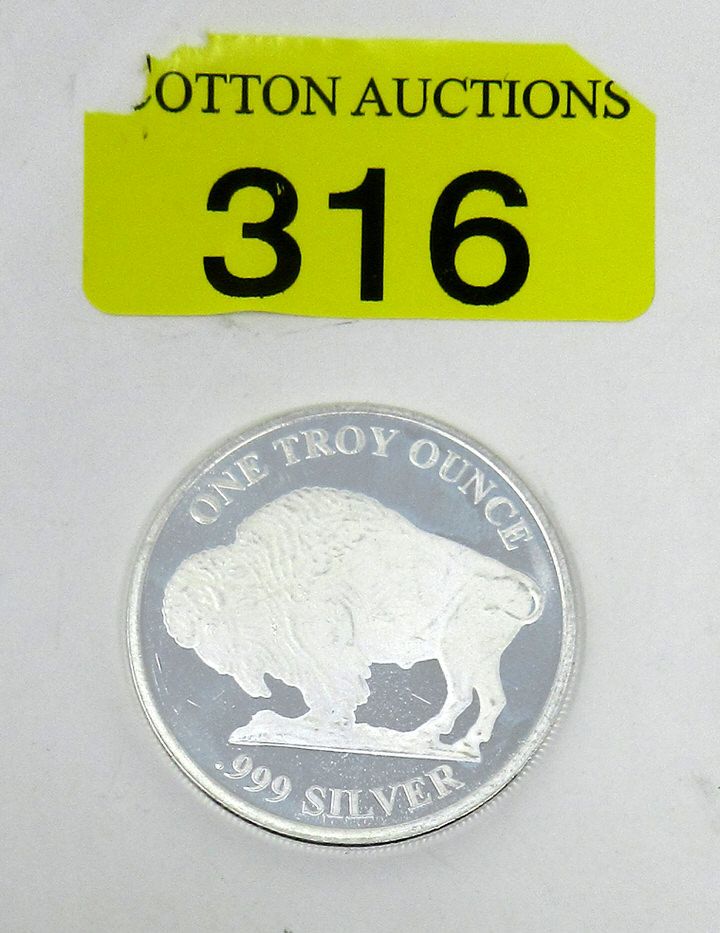 COTTON AUCTIONS
316
ONE TROY OUNCE
.999 SILVER